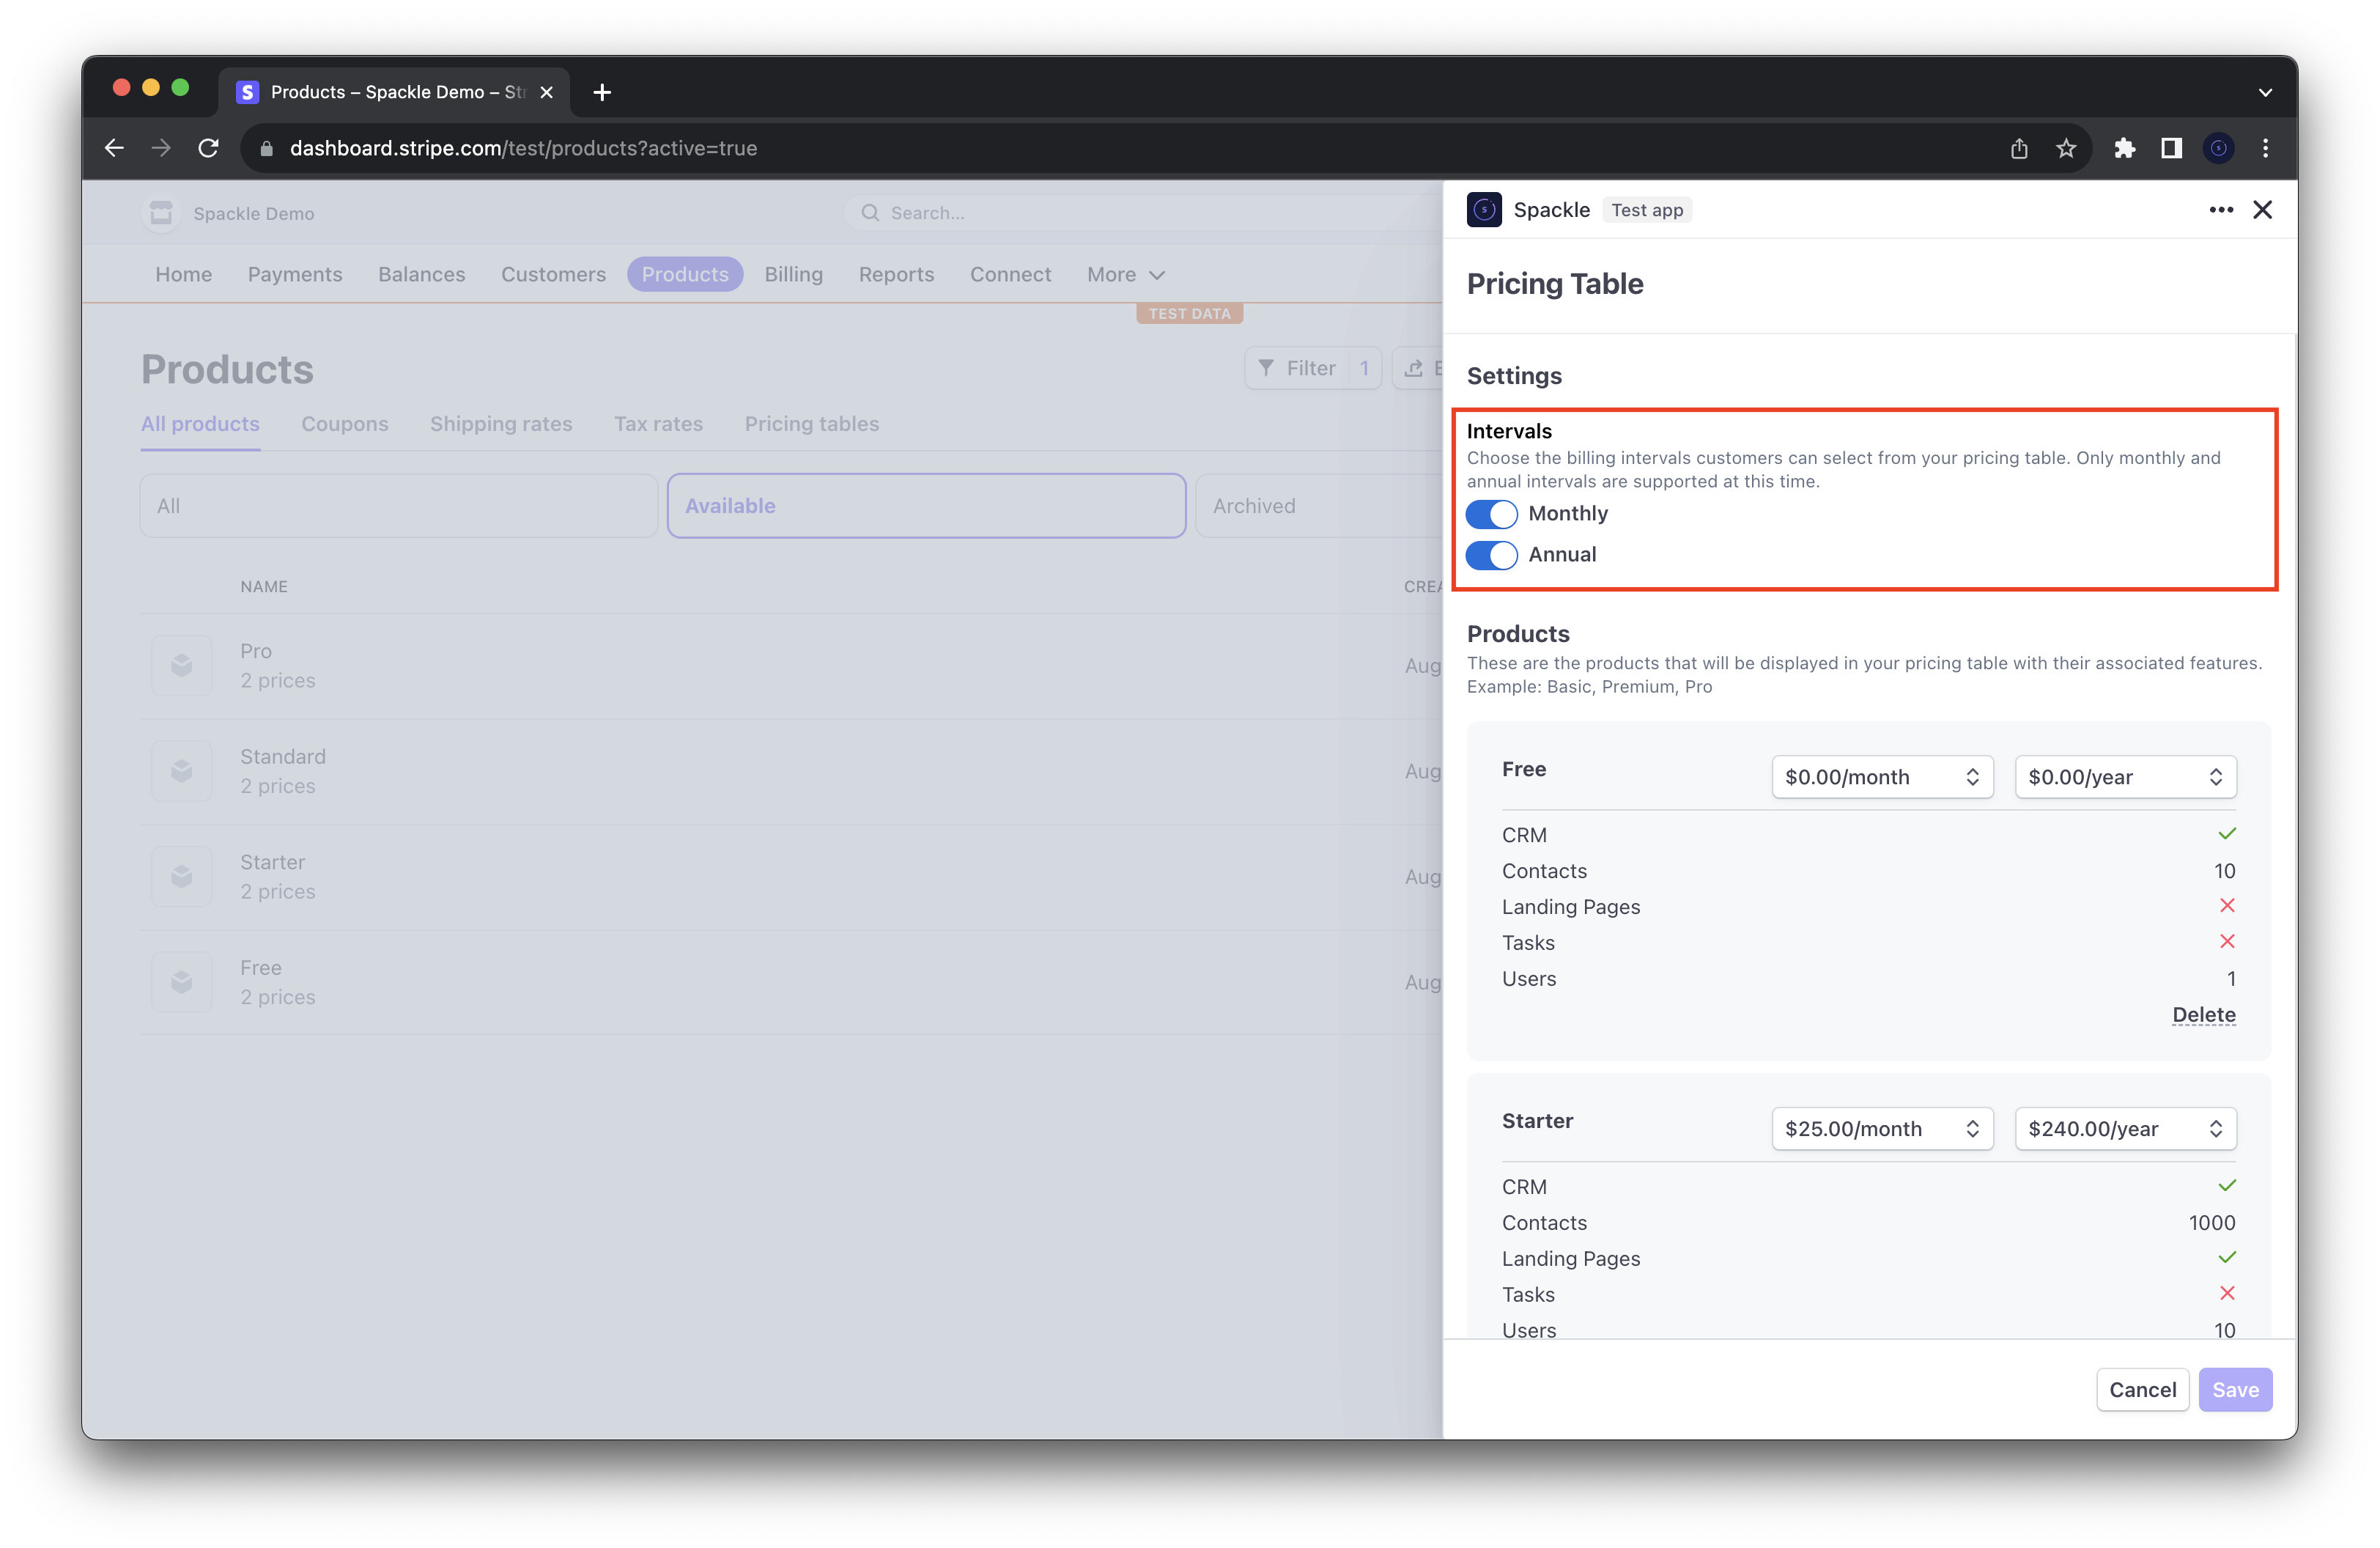 Products – Spackle Demo – Str
dashboard.stripe.com/test/products?active=true
Spackle Demo
Search...
Home Payments Balances Customers Products Billing Reports Connect More
TEST DATA
Products
Filter 1
All products Coupons Shipping rates Tax rates Pricing tables
All Available Archived
NAME
Pro
2 prices
Aug
Standard
2 prices
Aug
Starter
2 prices
Aug
Free
2 prices
Aug
Spackle Test app
Pricing Table
Settings
Intervals
Choose the billing intervals customers can select from your pricing table. Only monthly and
annual intervals are supported at this time.
Monthly
Annual
Products
These are the products that will be displayed in your pricing table with their associated features.
Example: Basic, Premium, Pro
Free $0.00/month $0.00/year
CRM
Contacts 10
Landing Pages
Tasks
Users 1
Delete
Starter $25.00/month $240.00/year
CRM
Contacts 1000
Landing Pages
Tasks
Users 10
Cancel Save